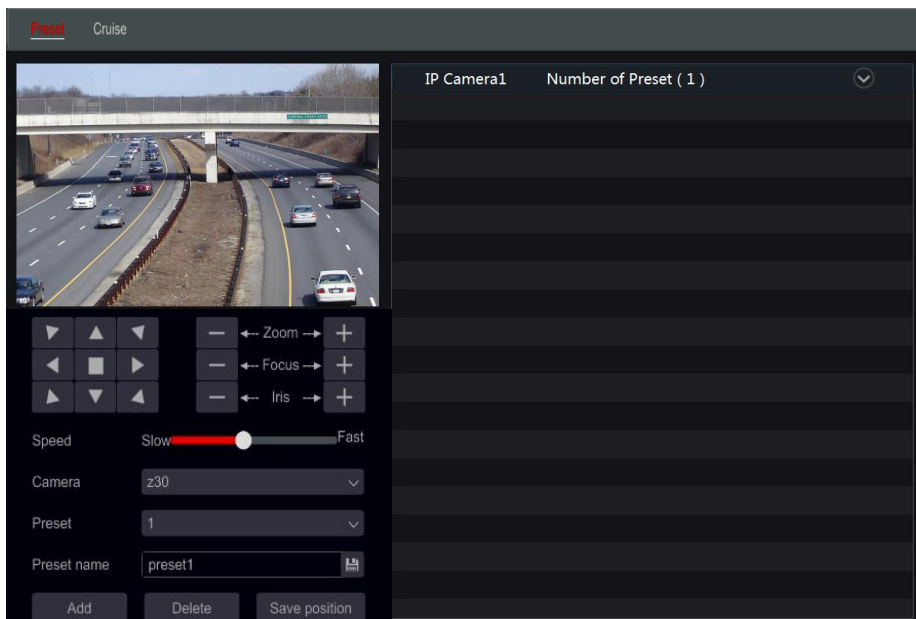 Preset Cruise
IP Camera1 Number of Preset ( 1 )
Zoom
Focus
Iris
Speed Slow Fast
Camera z30
Preset 1
Preset name preset1
Add Delete Save position